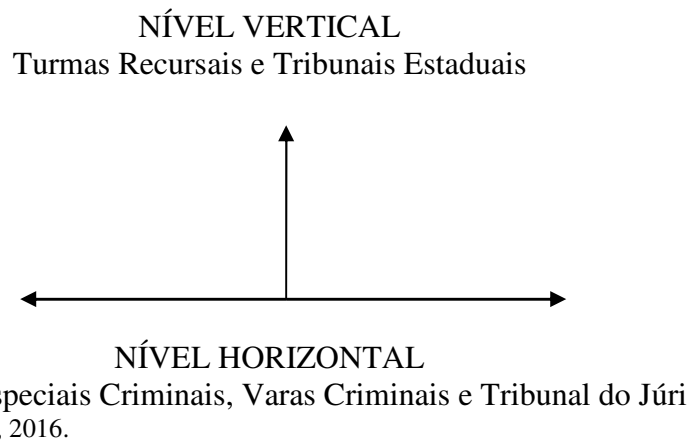 NÍVEL VERTICAL
Turmas Recursais e Tribunais Estaduais
NÍVEL HORIZONTAL
speciais Criminais, Varas Criminais e Tribunal do Júri
, 2016.